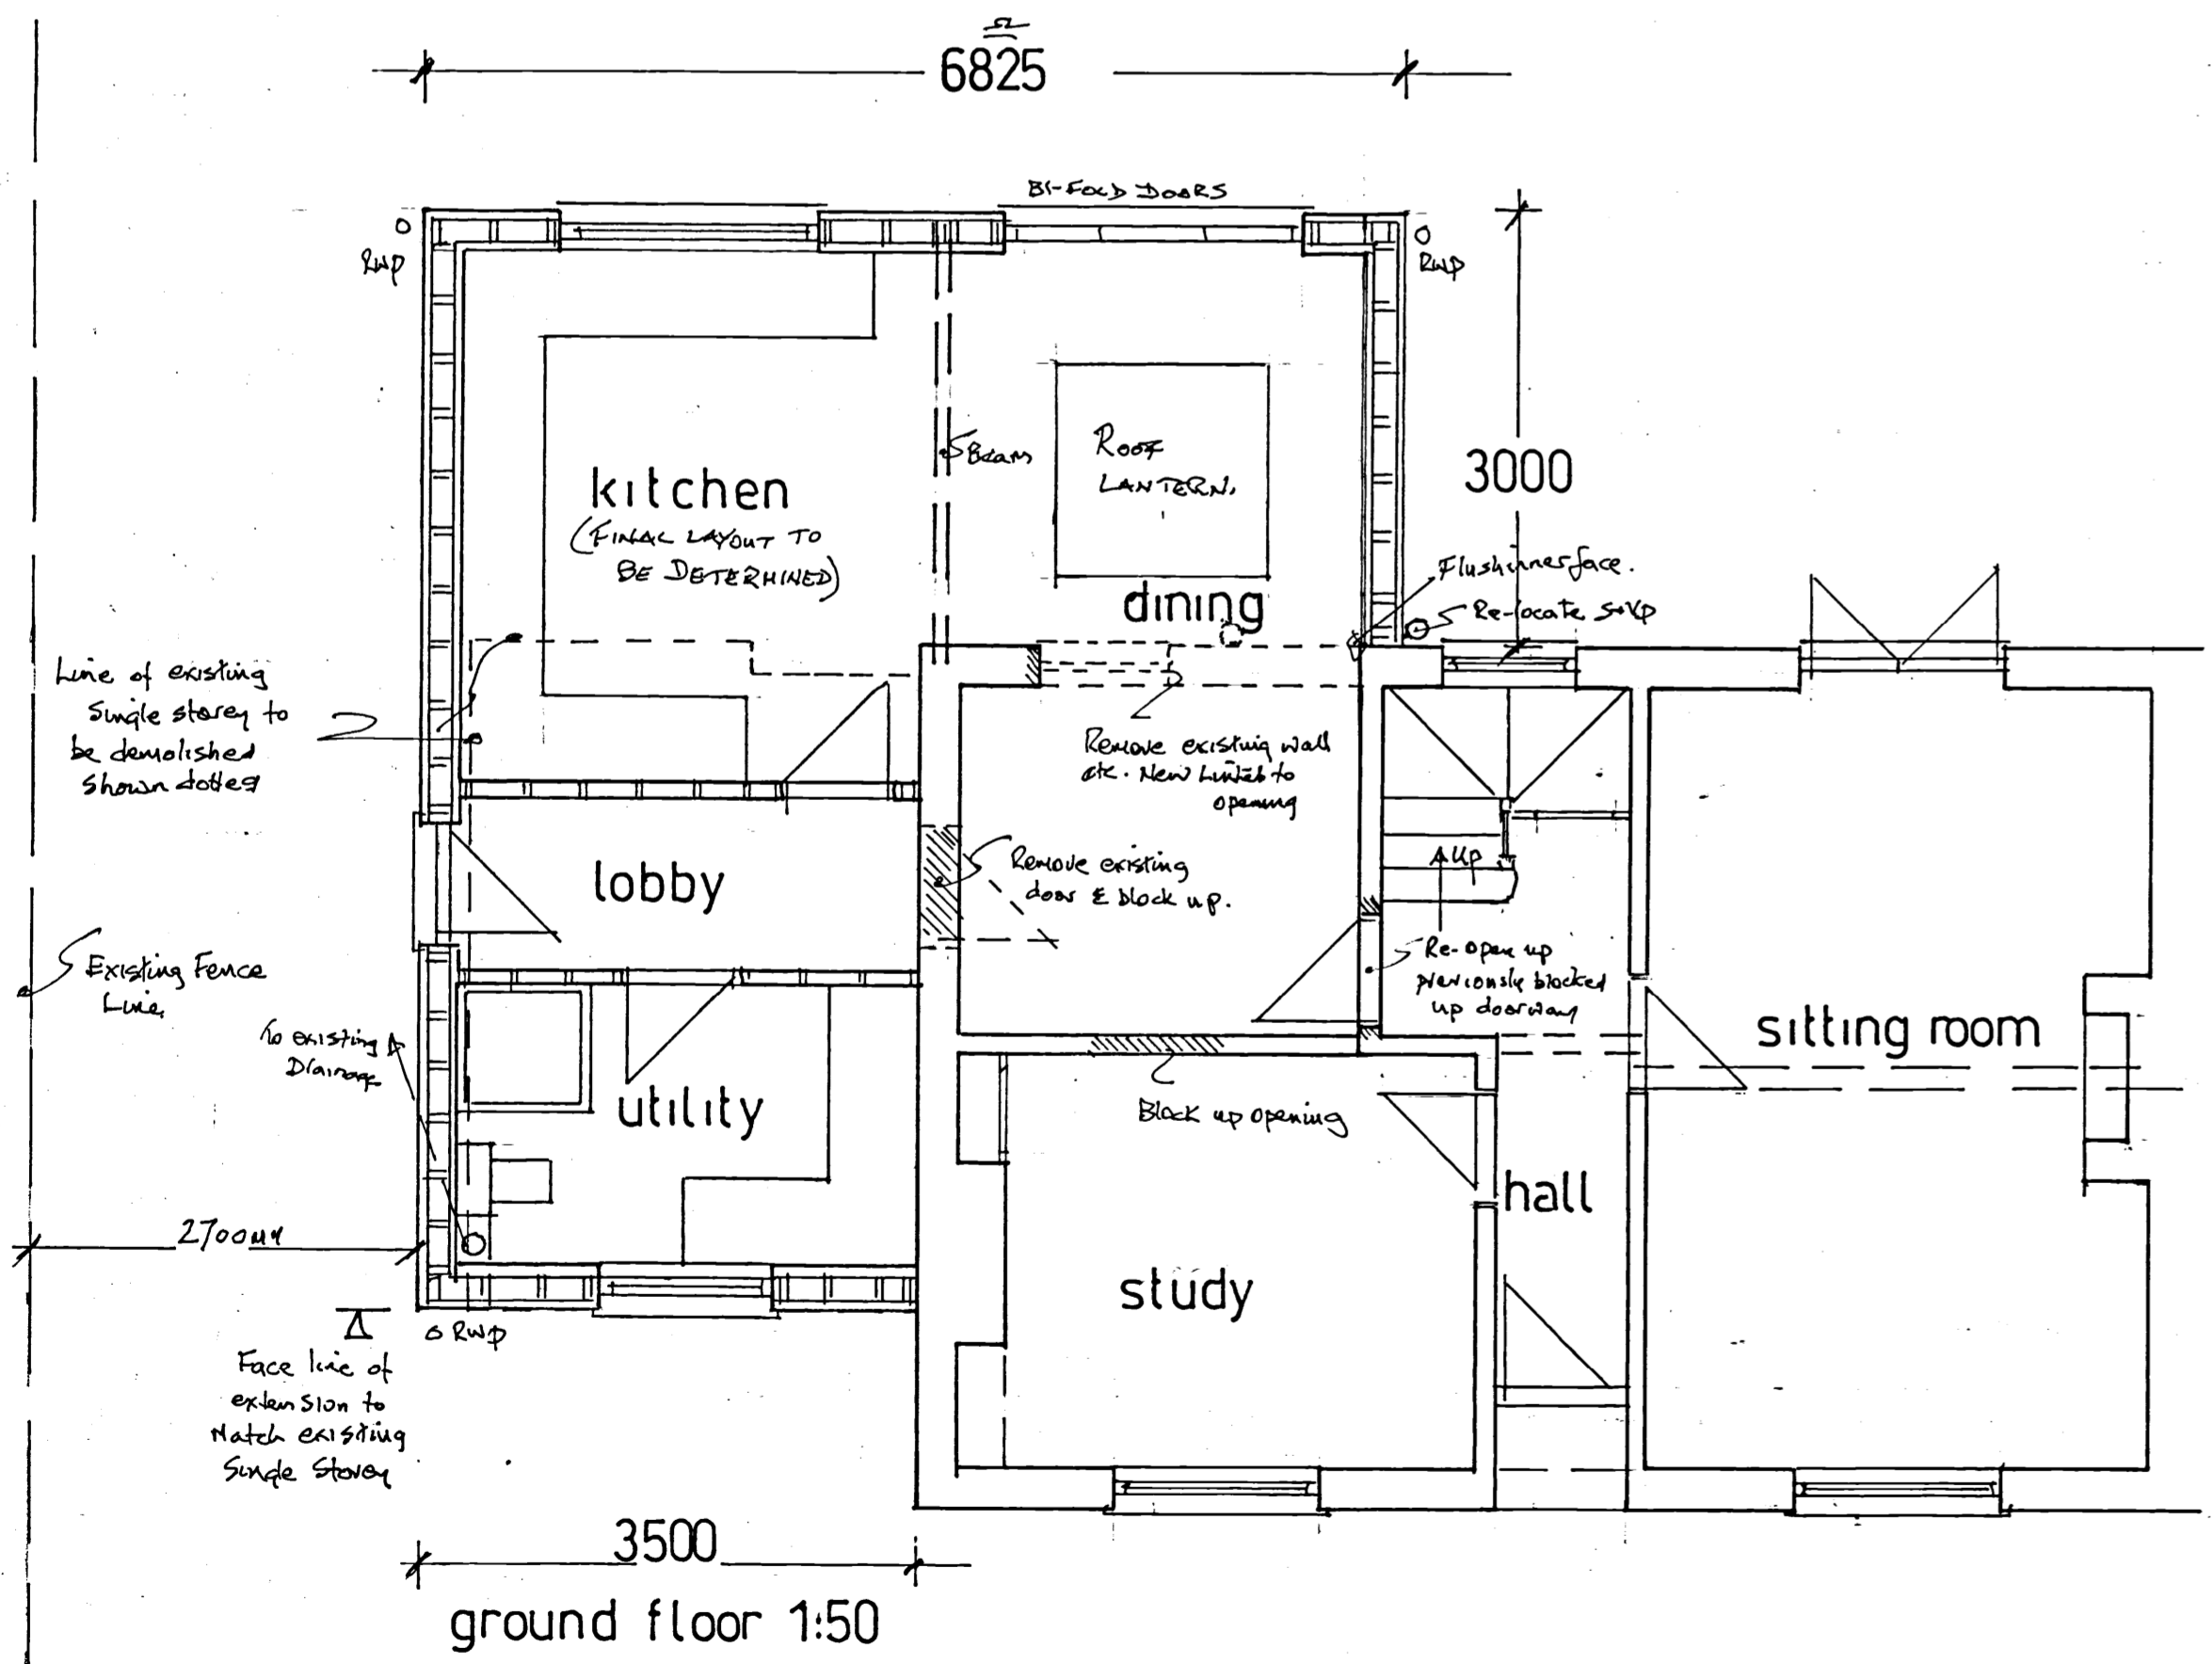 6825
BI-FOLD DOORS
RWP
RWP
3000
Beam
ROOF
LANTERN.
kitchen
(FINAL LAYOUT TO
BE DETERMINED)
dining
Flush inner face.
Re-locate SVP
Line of existing
Single storey to
be demolished
shown dotted
Remove existing wall
etc. New Lintel to
opening
Up
lobby
Remove existing
door & block up.
Re-open up
previously blocked
up doorway
Existing Fence
Line
sitting room
To existing
Drainage
utility
Block up opening
hall
2700
study
RWP
Face line of
extension to
Match existing
Single Storey
3500
ground floor 1:50